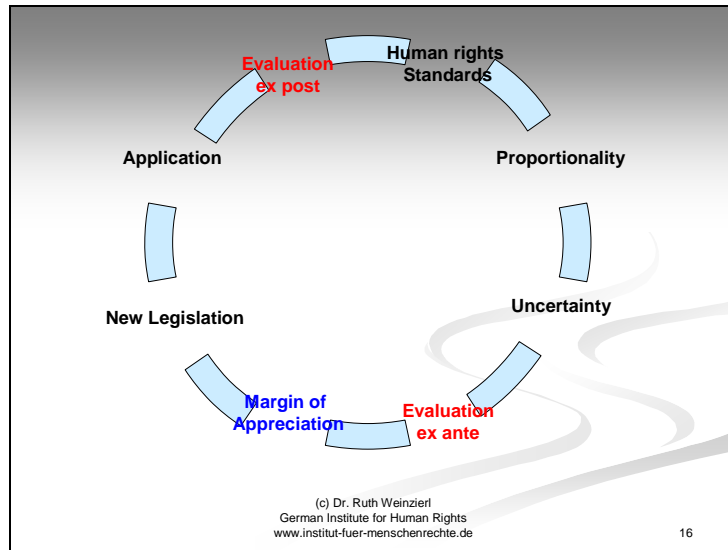 Human rights
Standards
Proportionality
Uncertainty
Evaluation
ex ante
Margin of
Appreciation
New Legislation
Application
Evaluation
ex post
(c) Dr. Ruth Weinzierl
German Institute for Human Rights
www.institut-fuer-menschenrechte.de
16